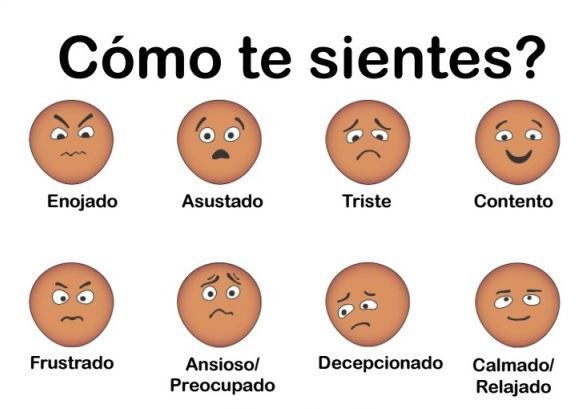 Cómo te sientes?
Enojado
Asustado
Triste
Contento
Frustrado
Ansioso/
Preocupado
Decepcionado
Calmado/
Relajado